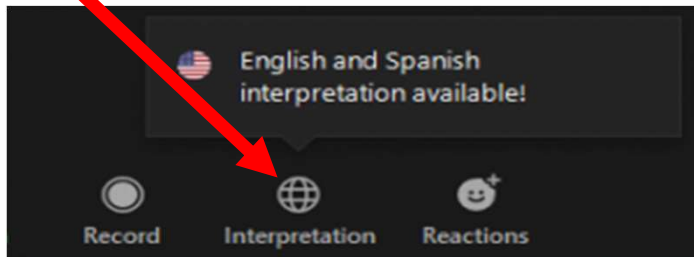 English and Spanish
interpretation available!
Record Interpretation Reactions